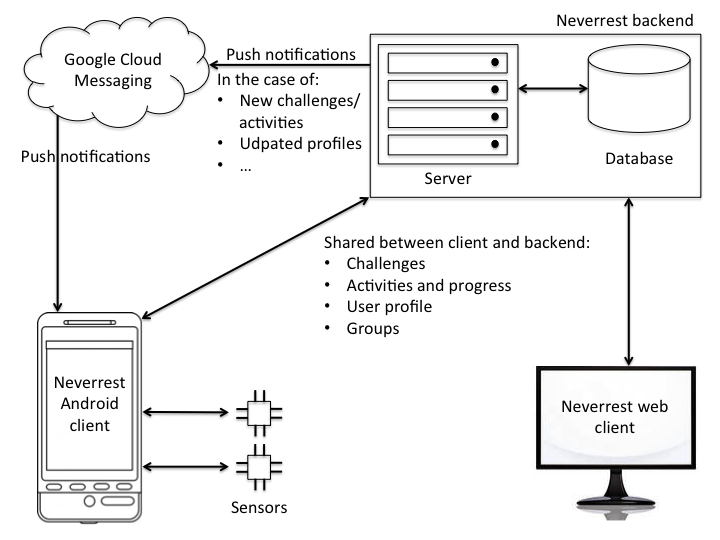 Neverrest backend
Google Cloud
Messaging
Push notifications
In the case of:
• New challenges/
activities
• Udpated profiles
• ...
Server
Database
Push notifications
Shared between client and backend:
• Challenges
• Activities and progress
• User profile
• Groups
Neverrest
Android
client
Sensors
Neverrest web
client